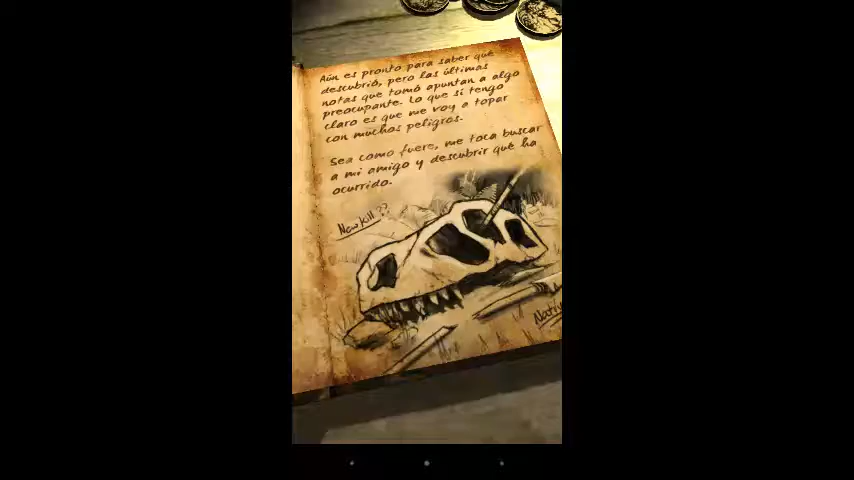 Aún es pronto para saber qué
descubrió, pero las últimas
notas que tomó apuntan a algo
preocupante. Lo que sí tengo
claro es que me voy a topar
con muchos peligros.
Sea como fuere, me toca buscar
a mi amigo y descubrir qué ha
ocurrido.
New Kill??